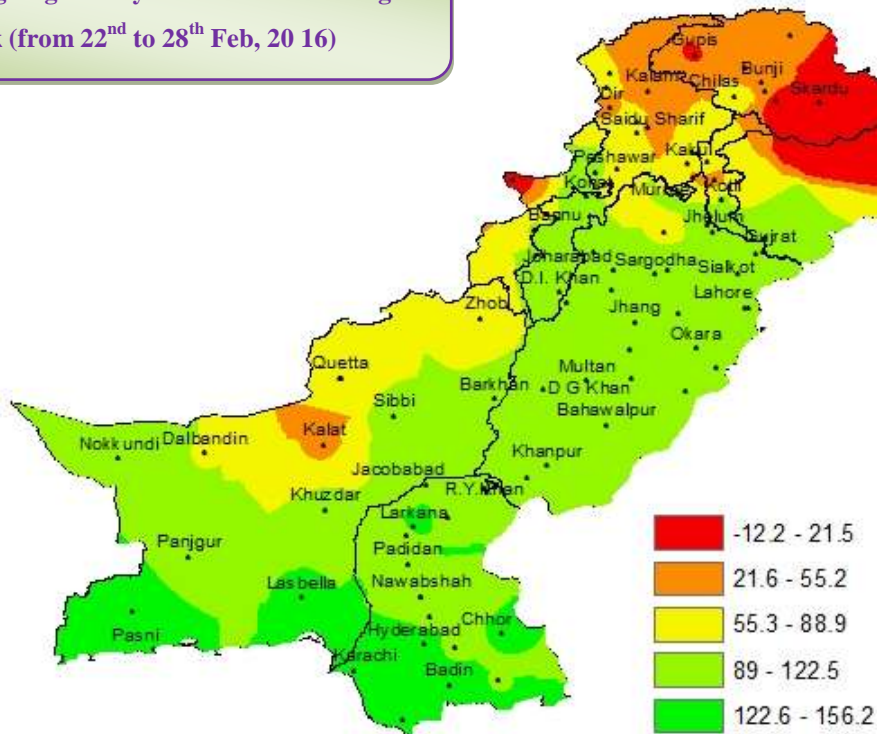 k (from 22nd to 28th Feb, 20 16)
Gupis
Kalam
Chilas
Bunji
Skardu
Dir
Saidu Sharif
Peshawar
Kakul
Kohat
Kotli
Bannu
Jhelum
Gujrat
Joharabad
Sargodha
Sialkot
D.I. Khan
Lahore
Zhob
Jhang
Okara
Quetta
Multan
Barkhan
D G Khan
Sibbi
Bahawalpur
Kalat
Nokkundi
Dalbandin
Khanpur
Jacobabad
R.Y.Khan
Khuzdar
Larkana
Panjgur
Padidan
Lasbella
Nawabshah
Chhor
Pasni
Hyderabad
Karachi
Badin
-12.2 - 21.5
21.6 - 55.2
55.3 - 88.9
89 - 122.5
122.6 - 156.2